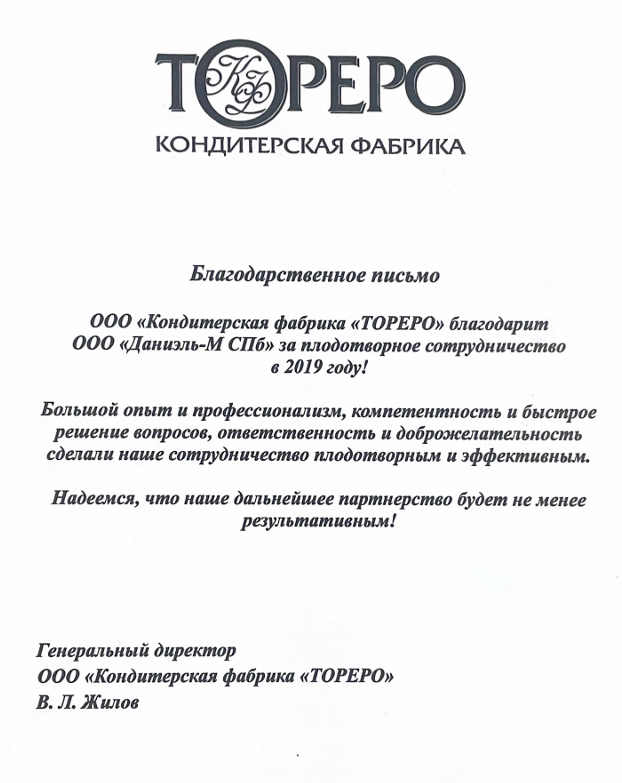 ТОРЕРО
КФ
КОНДИТЕРСКАЯ ФАБРИКА
Благодарственное письмо
ООО «Кондитерская фабрика «ТОРЕРО» благодарит
ООО «Даниэль-М СПб» за плодотворное сотрудничество
в 2019 году!
Большой опыт и профессионализм, компетентность и быстрое
решение вопросов, ответственность и доброжелательность
сделали наше сотрудничество плодотворным и эффективным.
Надеемся, что наше дальнейшее партнерство будет не менее
результативным!
Генеральный директор
ООО «Кондитерская фабрика «ТОРЕРО»
В. Л. Жилов